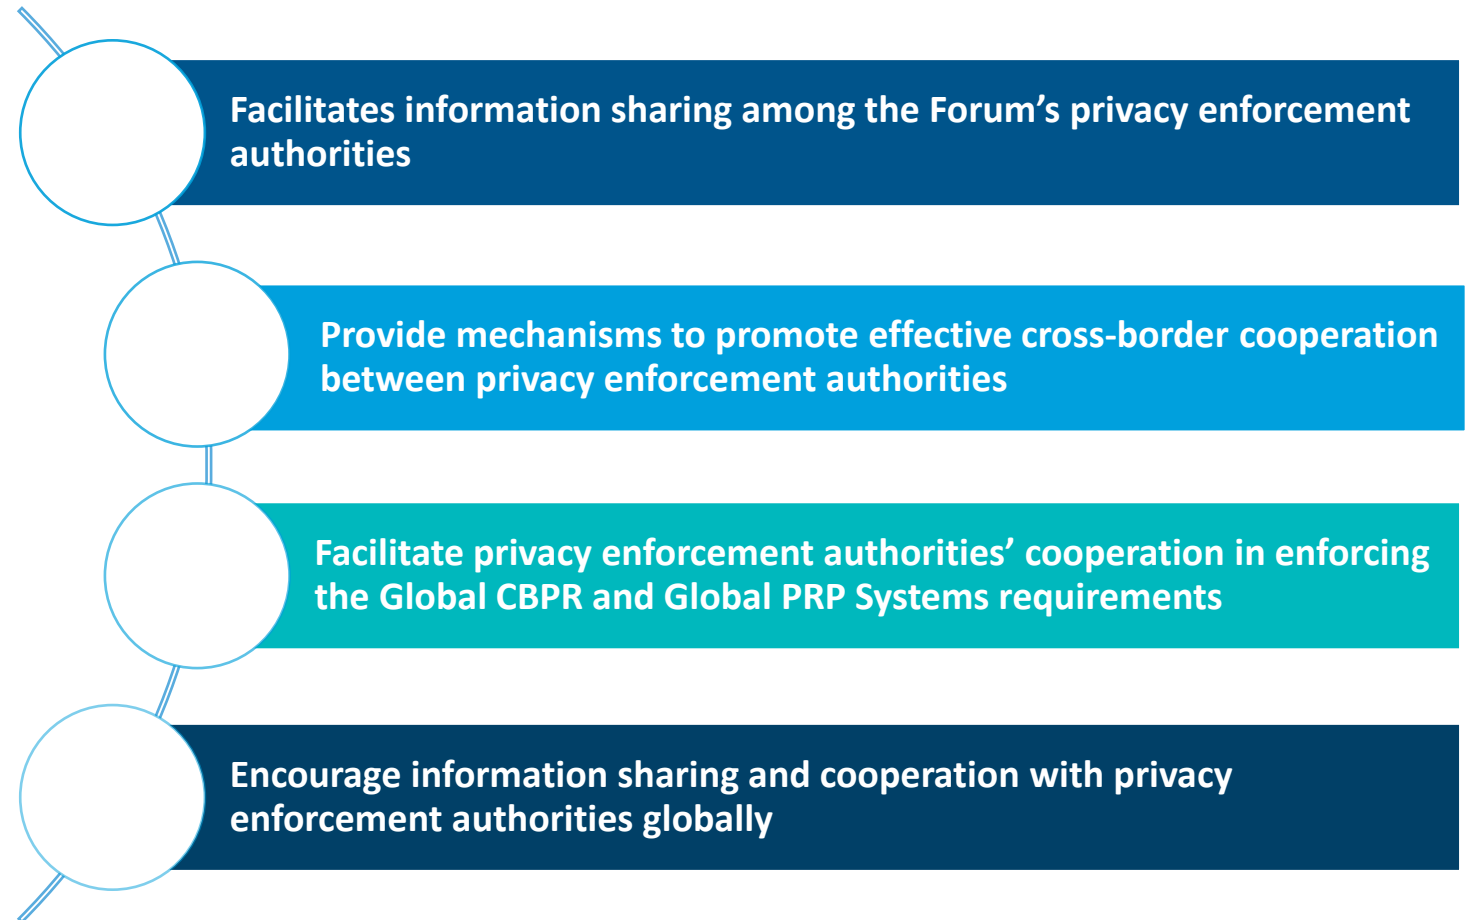 Facilitates information sharing among the Forum’s privacy enforcement
authorities
Provide mechanisms to promote effective cross-border cooperation
between privacy enforcement authorities
Facilitate privacy enforcement authorities’ cooperation in enforcing
the Global CBPR and Global PRP Systems requirements
Encourage information sharing and cooperation with privacy
enforcement authorities globally